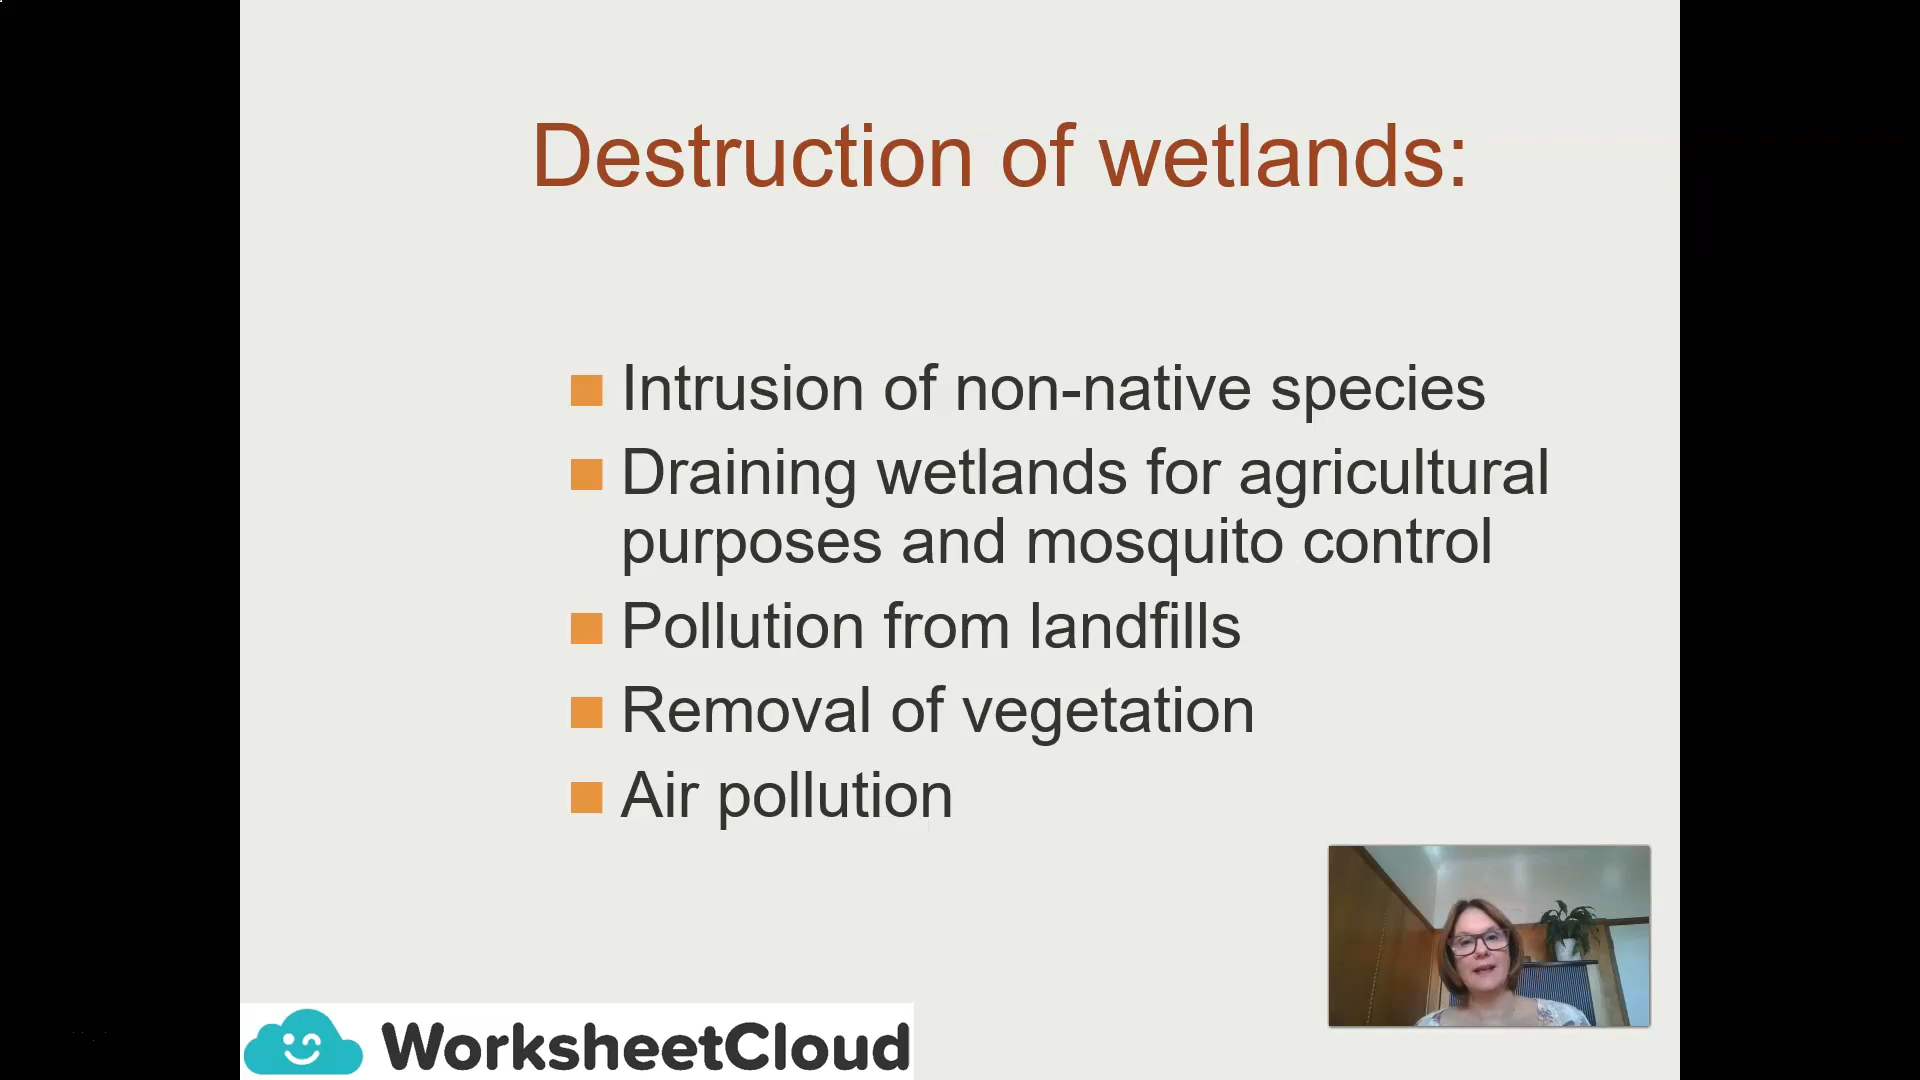 Destruction of wetlands:
Intrusion of non-native species
Draining wetlands for agricultural
purposes and mosquito control
Pollution from landfills
Removal of vegetation
Air pollution
WorksheetCloud